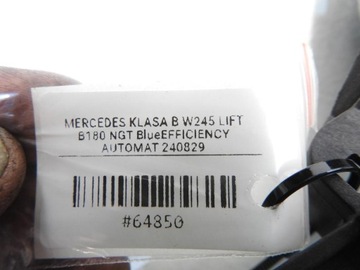 MERCEDES KLASA B W245 LIFT
B180 NGT BlueEFFICIENCY
AUTOMAT 240829
#64850